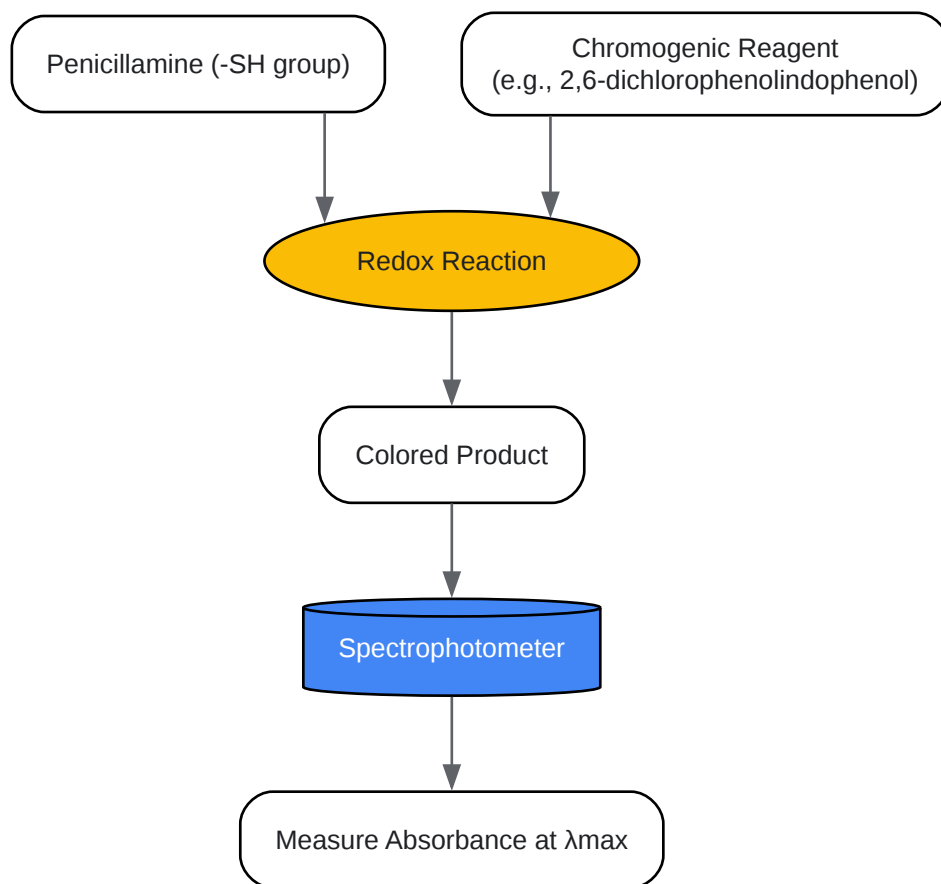 Penicillamine (-SH group)
Chromogenic Reagent
(e.g., 2,6-dichlorophenolindophenol)
Redox Reaction
Colored Product
Spectrophotometer
Measure Absorbance at λmax